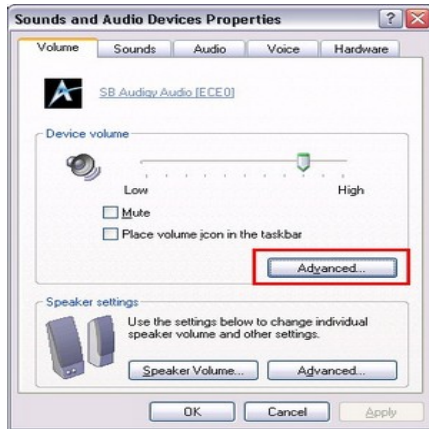 Sounds and Audio Devices Properties
Volume Sounds Audio Voice Hardware
SB Audigy Audio [ECE0]
Device volume
Low High
Mute
Place volume icon in the taskbar
Advanced...
Speaker settings
Use the settings below to change individual
speaker volume and other settings.
Speaker Volume... Advanced...
OK Cancel Apply